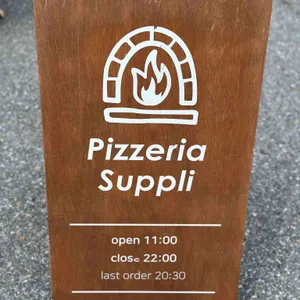 Pizzeria
Suppli
open 11:00
close 22:00
last order 20:30